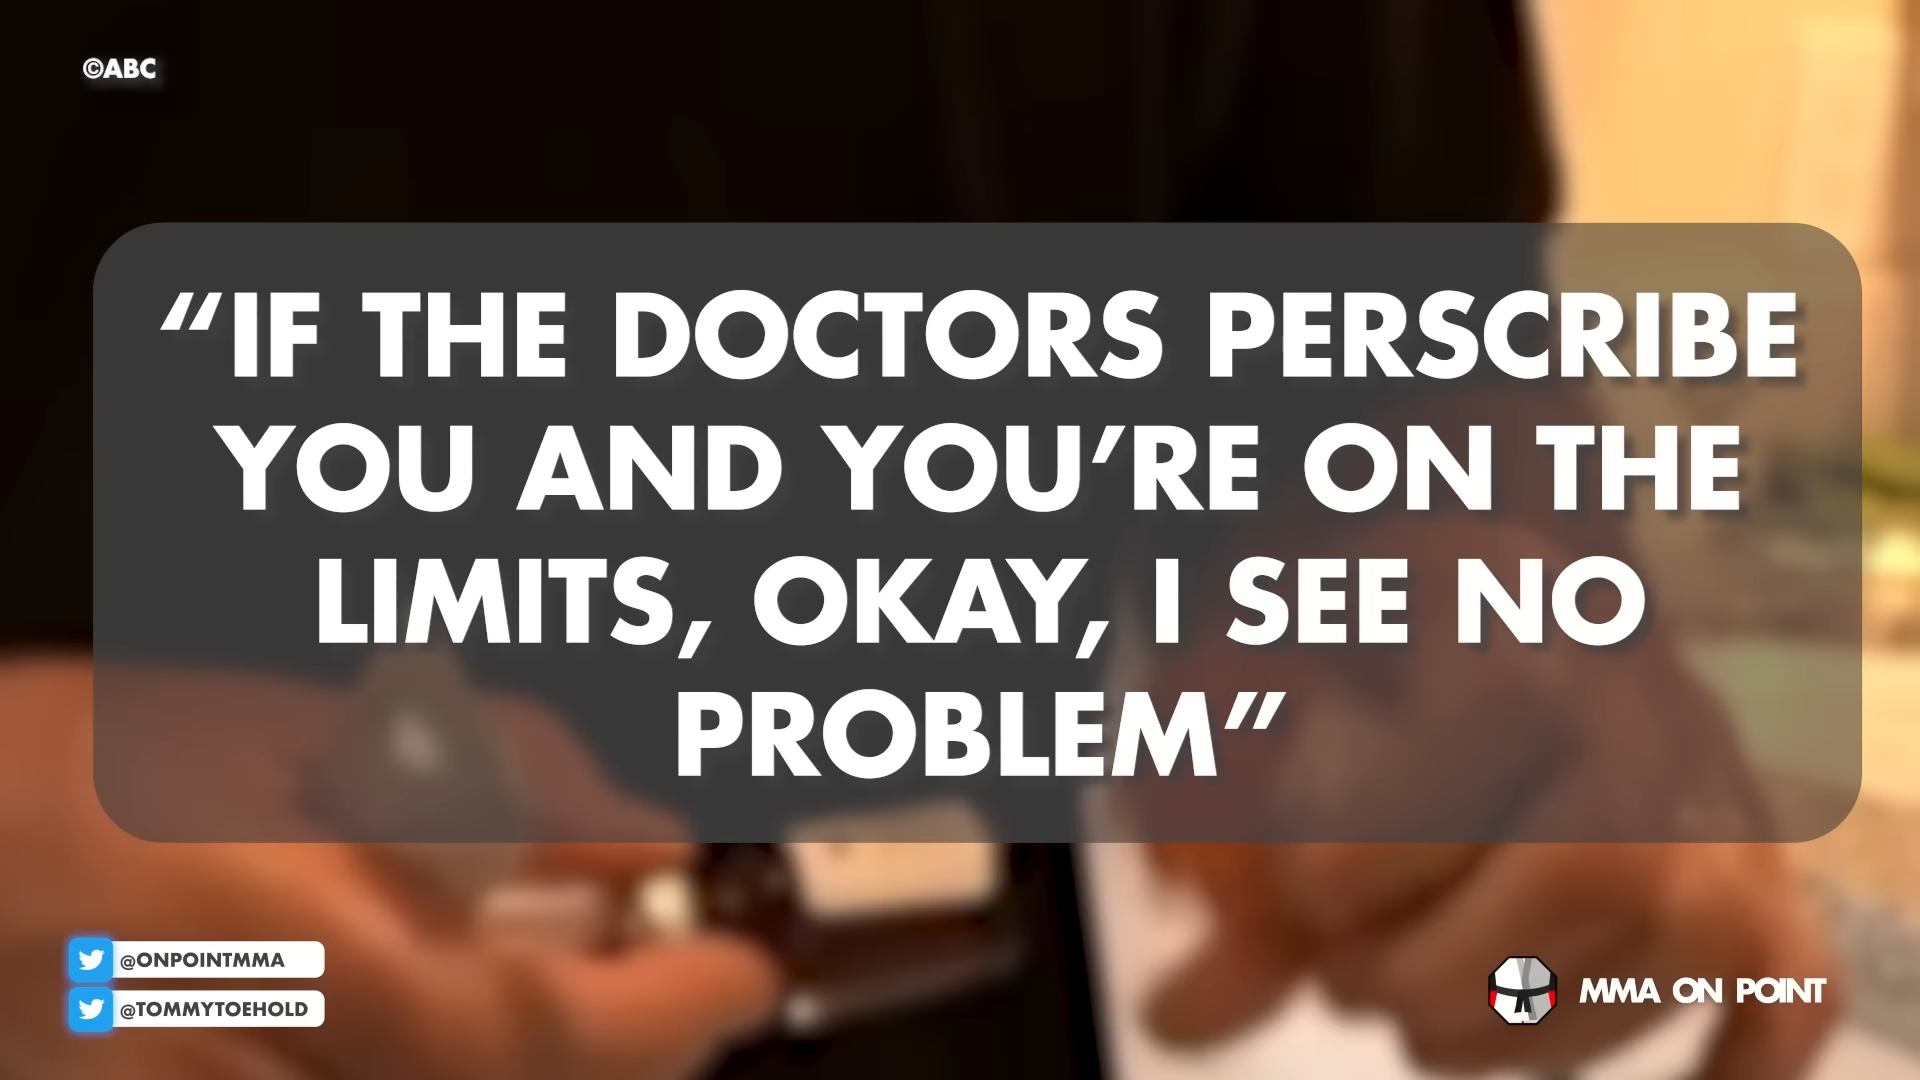 ©ABC
“IF THE DOCTORS PERSCRIBE
YOU AND YOU’RE ON THE
LIMITS, OKAY, I SEE NO
PROBLEM”
@ONPOINTMMA
@TOMMYTOEHOLD
MMA ON POINT